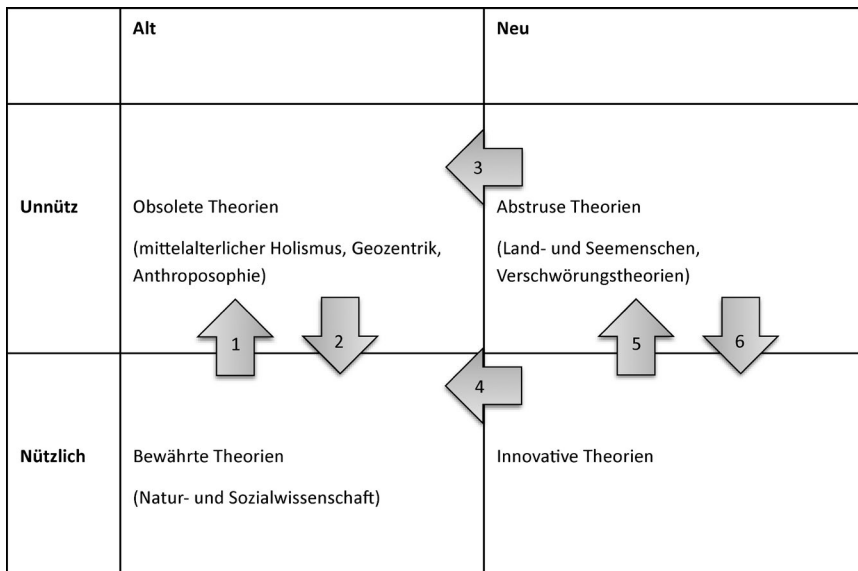 Alt
Neu
3
Unnütz
Obsolete Theorien
Abstruse Theorien
(mittelalterlicher Holismus, Geozentrik,
Anthroposophie)
(Land- und Seemenschen,
Verschwörungstheorien)
1
2
5
6
4
Nützlich
Bewährte Theorien
Innovative Theorien
(Natur- und Sozialwissenschaft)